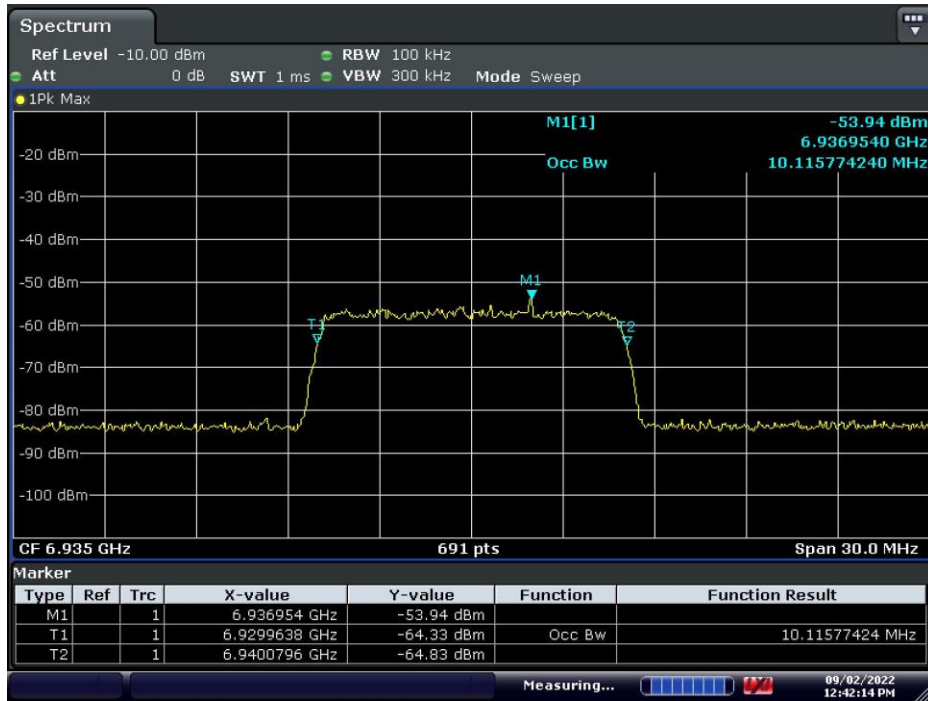 Spectrum
Ref Level -10.00 dBm RBW 100 kHz
Att 0 dB SWT 1 ms VBW 300 kHz Mode Sweep
1Pk Max
M1[1] -53.94 dBm
6.9369540 GHz
-20 dBm
Occ Bw 10.115774240 MHz
-30 dBm
-40 dBm
-50 dBm
M1
-60 dBm
T1
T2
-70 dBm
-80 dBm
-90 dBm
-100 dBm
CF 6.935 GHz 691 pts Span 30.0 MHz
Marker
Type Ref Trc X-value Y-value Function Function Result
M1 1 6.936954 GHz -53.94 dBm
T1 1 6.9299638 GHz -64.33 dBm Occ Bw 10.11577424 MHz
T2 1 6.9400796 GHz -64.83 dBm
Measuring... 09/02/2022
12:42:14 PM